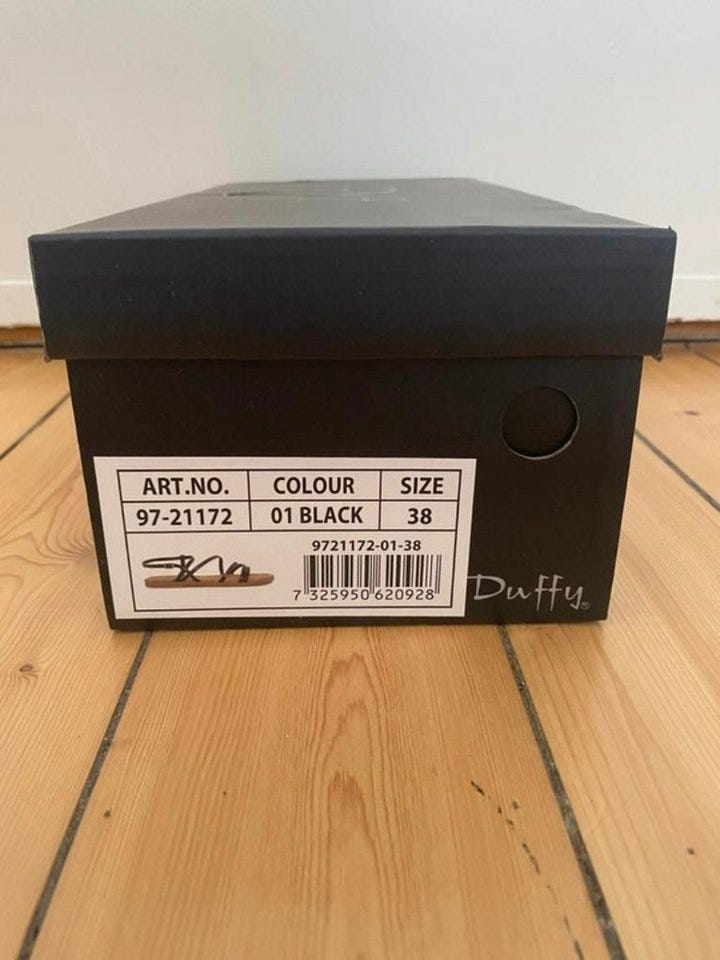 ART.NO. COLOUR SIZE
97-21172 01 BLACK 38
9721172-01-38
7 325950 620928
Duffy®